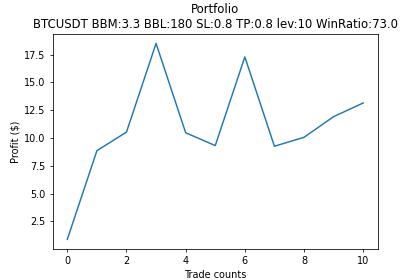 Portfolio
BTCUSDT BBM:3.3 BBL:180 SL:0.8 TP:0.8 lev:10 WinRatio:73.0
17.5
15.0
12.5
10.0
7.5
5.0
2.5
Profit ($)
0 2 4 6 8 10
Trade counts